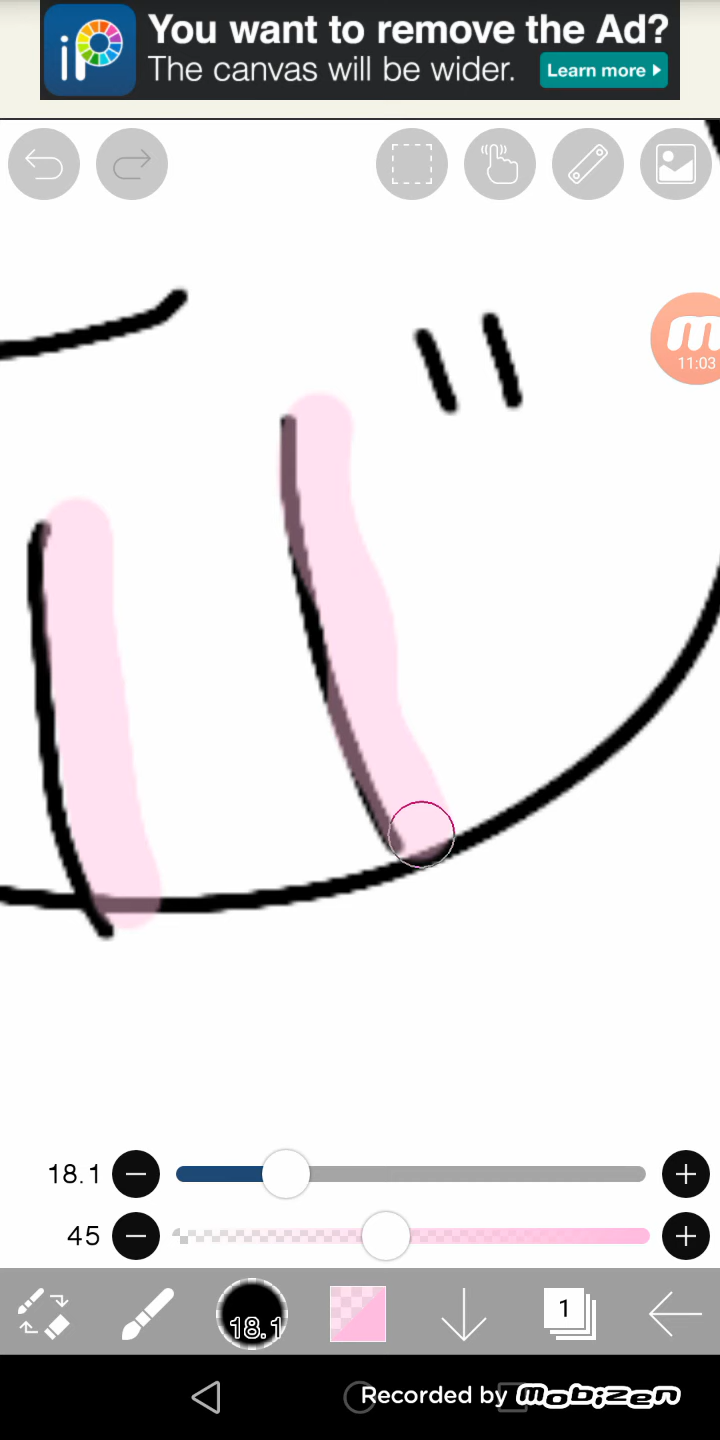 iP
You want to remove the Ad?
The canvas will be wider.
Learn more
m
11:03
18.1
45
18.1
1
Recorded by mobizen